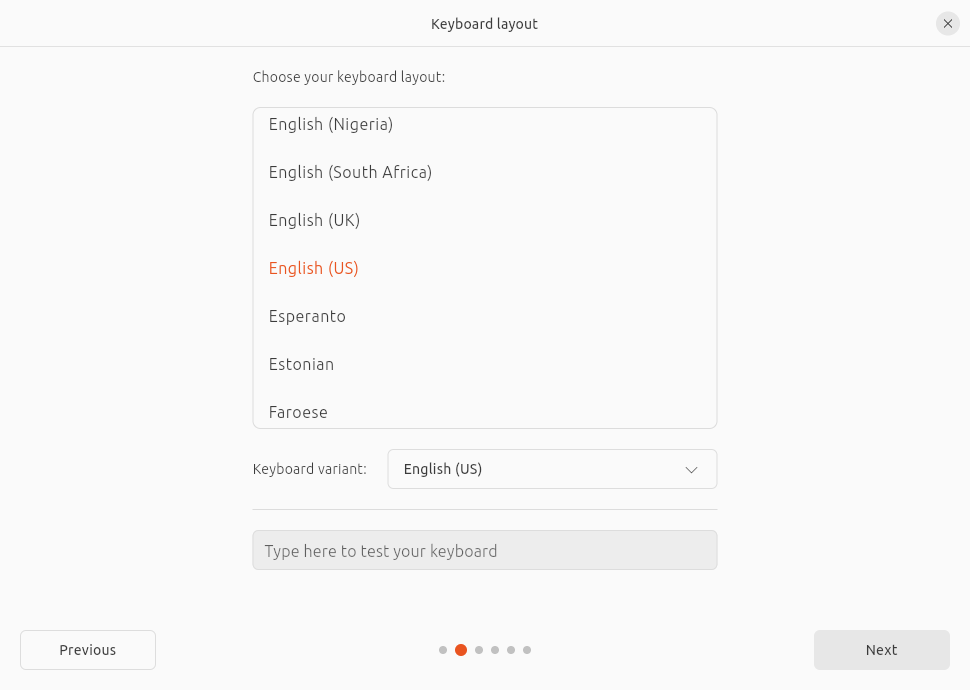 Keyboard layout
Choose your keyboard layout:
English (Nigeria)
English (South Africa)
English (UK)
English (US)
Esperanto
Estonian
Faroese
Keyboard variant: English (US)
Type here to test your keyboard
Previous Next